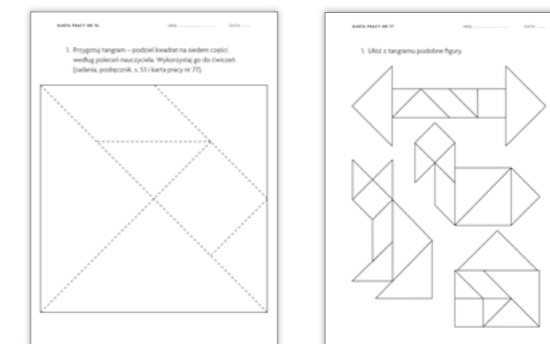 KARTA PRACY NR 76 IMIĘ DATA
1. Przygotuj tangram – podziel kwadrat na siedem części
według poleceń nauczyciela. Wykorzystaj go do ćwiczeń
(zadania, podręcznik, s. 53 i karta pracy nr 77).
KARTA PRACY NR 77 IMIĘ DATA
1. Ułóż z tangramu podobne figury.